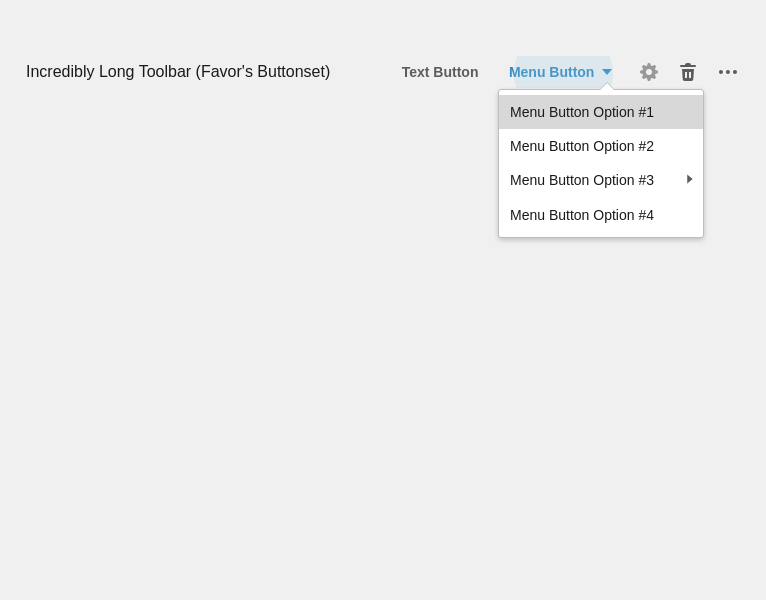 Incredibly Long Toolbar (Favor's Buttonset) Text Button Menu Button
Menu Button Option #1
Menu Button Option #2
Menu Button Option #3
Menu Button Option #4